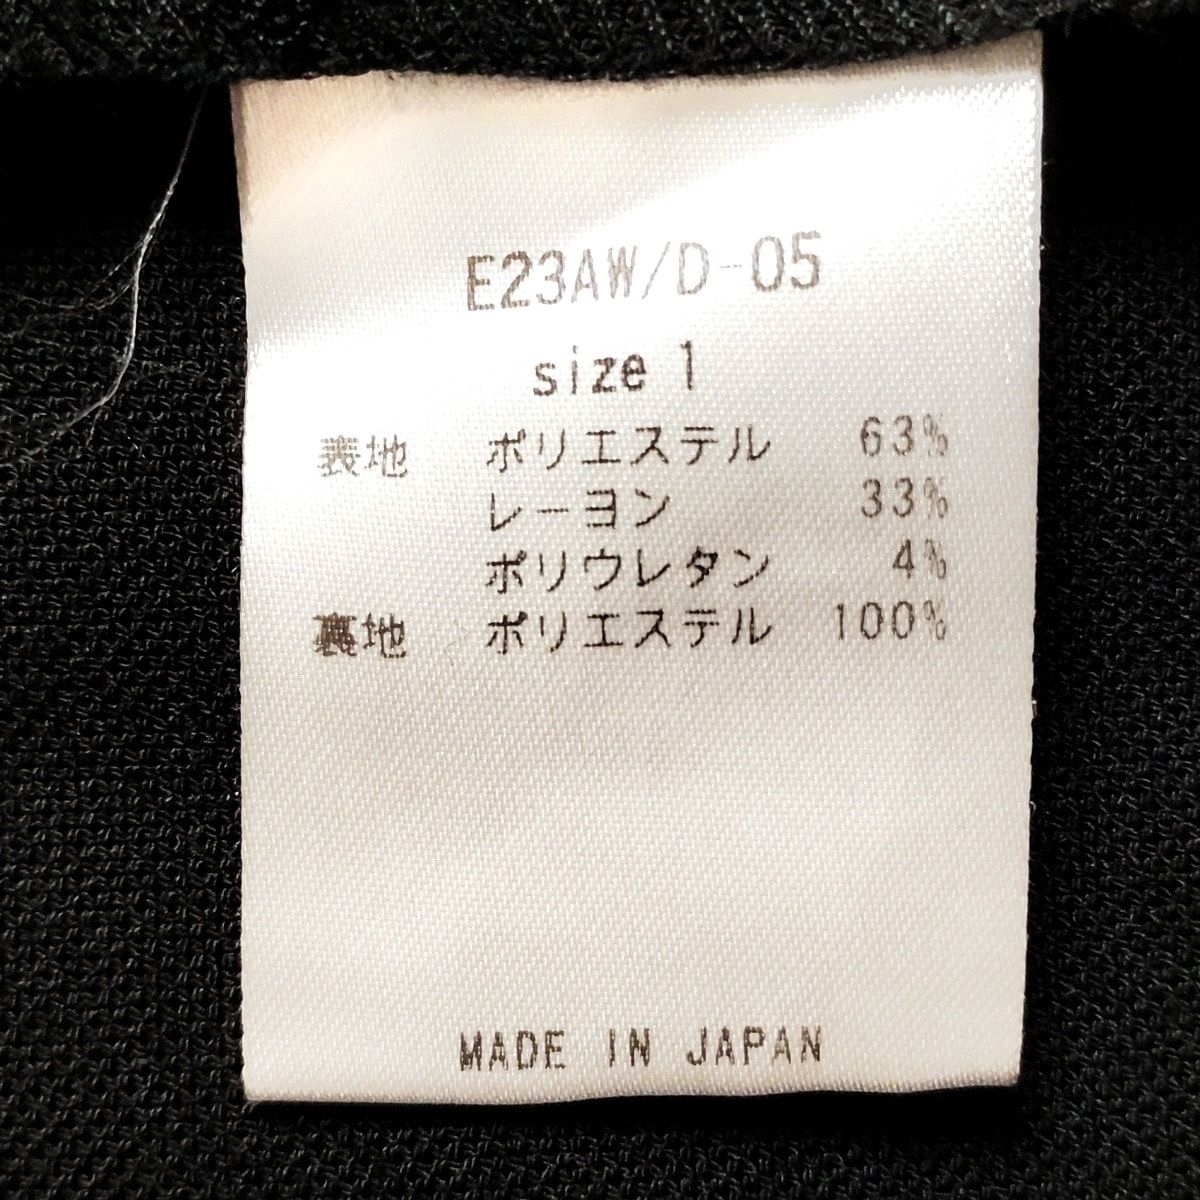 E23AW/D-05
size 1
表地 ポリエステル 63%
レーヨン 33%
ポリウレタン 4%
裏地 ポリエステル 100%
MADE IN JAPAN